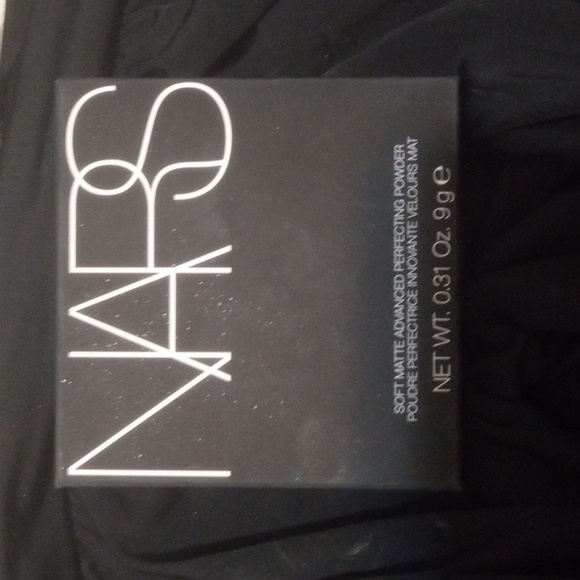 NARS
SOFT MATTE ADVANCED PERFECTING POWDER
POUDRE PERFECTRICE INNOVANTE VELOURS MAT
NET WT. 0.31 Oz. 9 g ℮